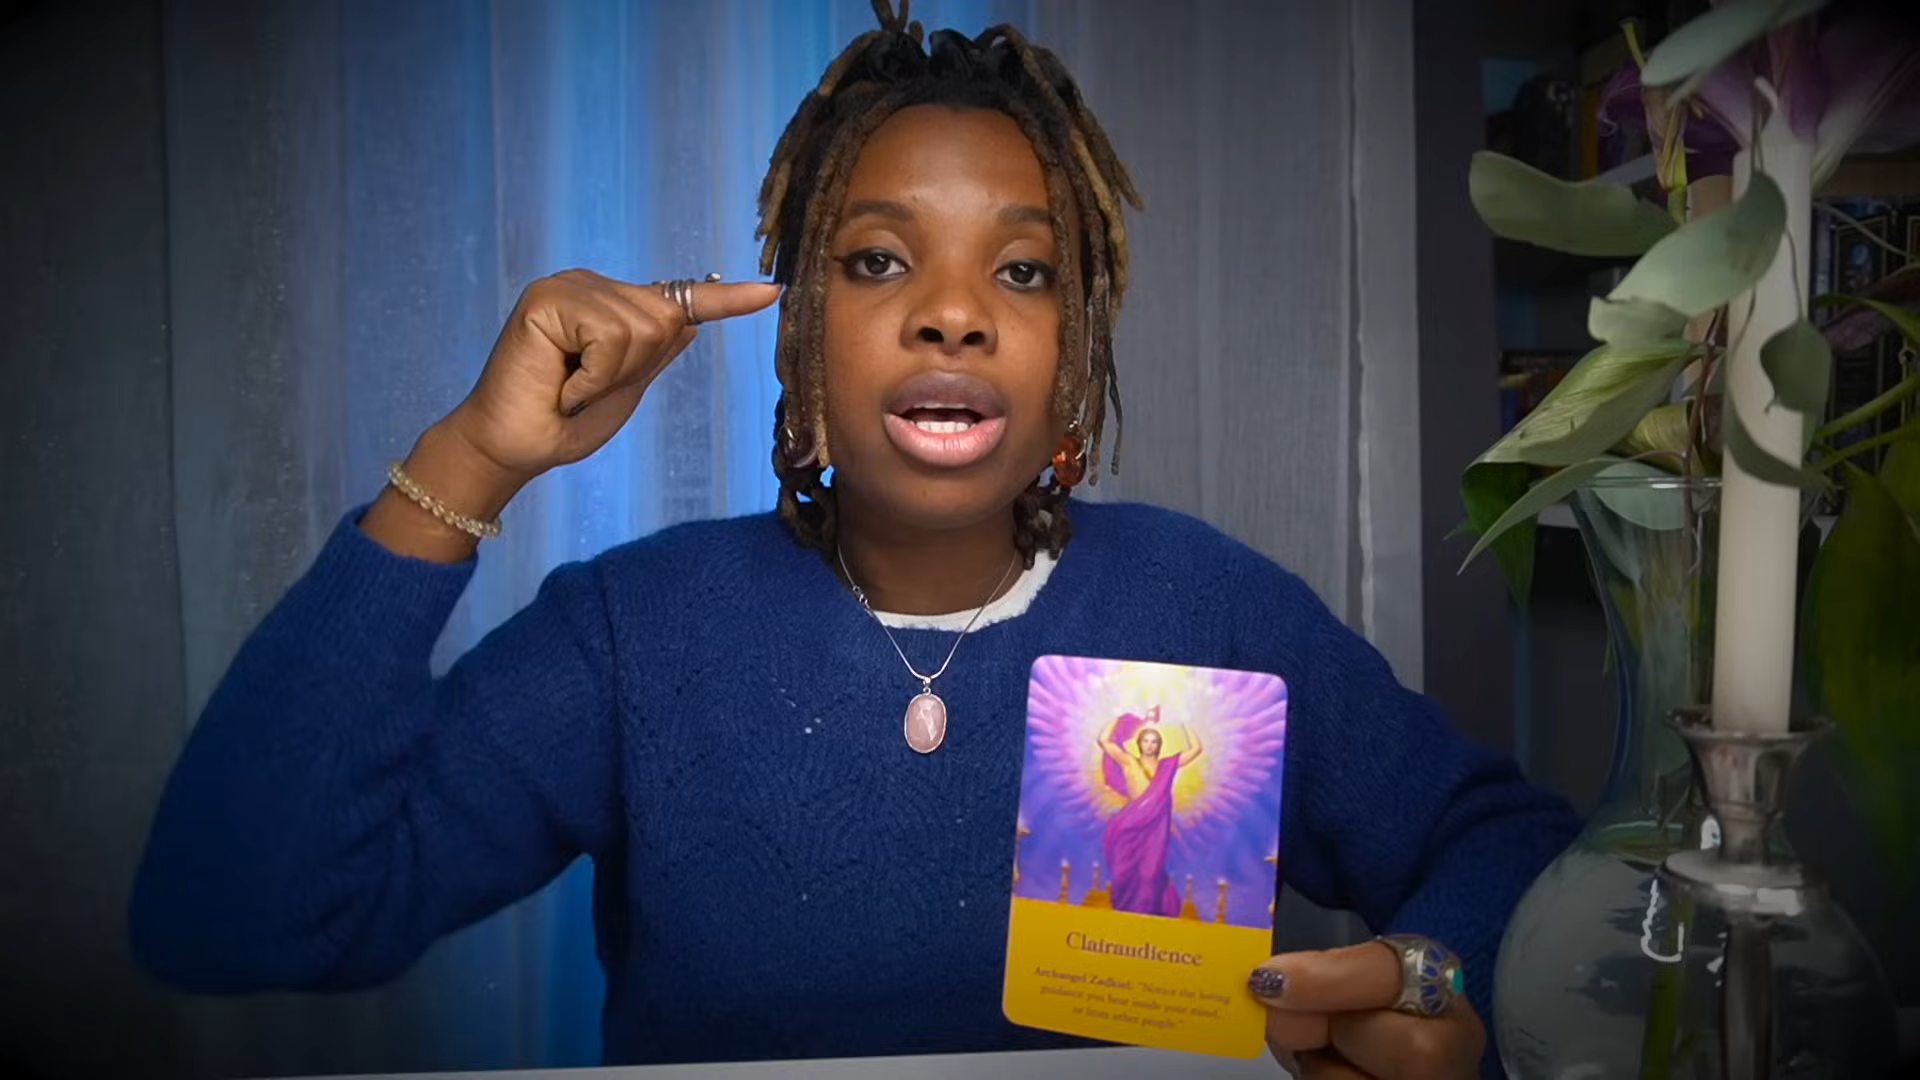 Clairaudience
Archangel Zadkiel: "Notice the loving
guidance you hear inside your mind,
or from other people."